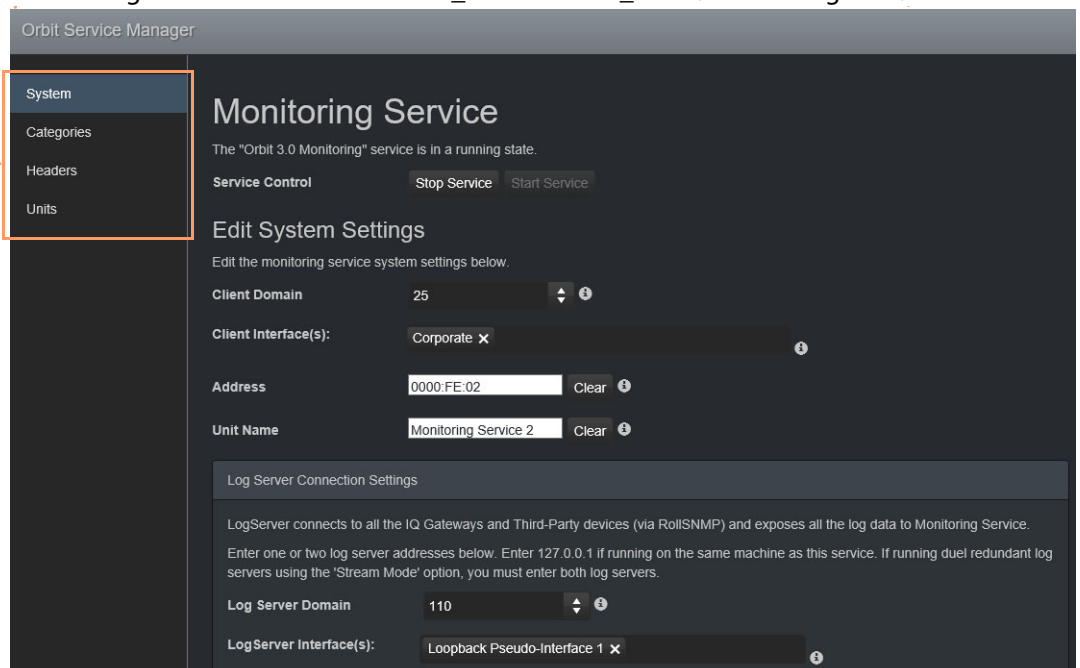 Orbit Service Manager
System
Categories
Headers
Units
Monitoring Service
The "Orbit 3.0 Monitoring" service is in a running state.
Service Control Stop Service Start Service
Edit System Settings
Edit the monitoring service system settings below.
Client Domain 25
Client Interface(s): Corporate ×
Address 0000:FE:02 Clear
Unit Name Monitoring Service 2 Clear
Log Server Connection Settings
LogServer connects to all the IQ Gateways and Third-Party devices (via RollSNMP) and exposes all the log data to Monitoring Service.
Enter one or two log server addresses below. Enter 127.0.0.1 if running on the same machine as this service. If running duel redundant log
servers using the 'Stream Mode' option, you must enter both log servers.
Log Server Domain 110
LogServer Interface(s): Loopback Pseudo-Interface 1 ×